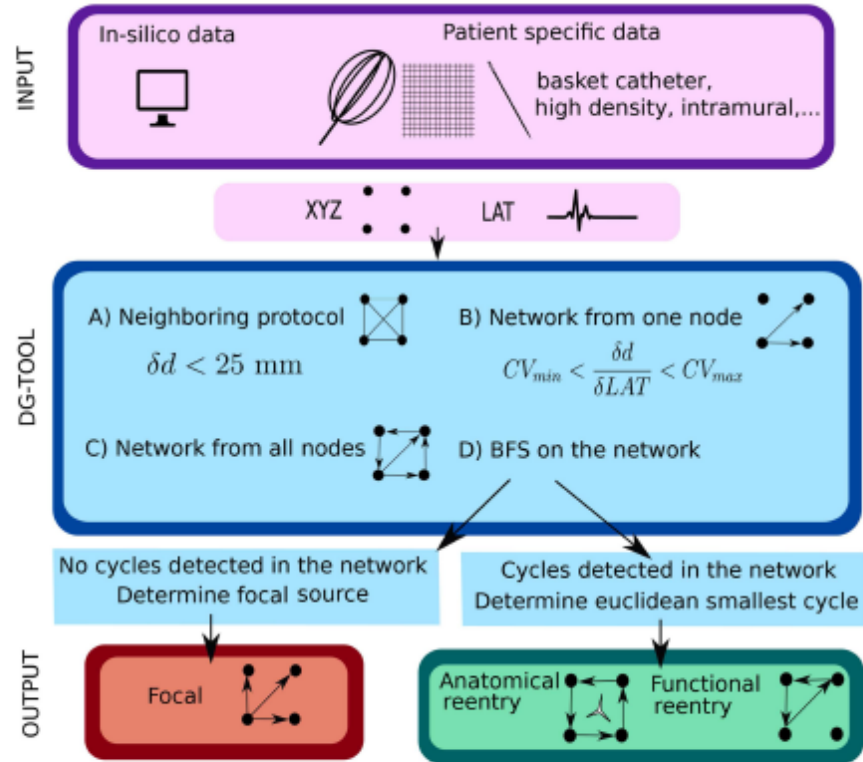 INPUT
In-silico data
Patient specific data
basket catheter,
high density, intramural,...
XYZ
LAT
DG-TOOL
A) Neighboring protocol
δd < 25 mm
B) Network from one node
CV_min < δd / δLAT < CV_max
C) Network from all nodes
D) BFS on the network
No cycles detected in the network
Determine focal source
Cycles detected in the network
Determine euclidean smallest cycle
OUTPUT
Focal
Anatomical
reentry
Functional
reentry